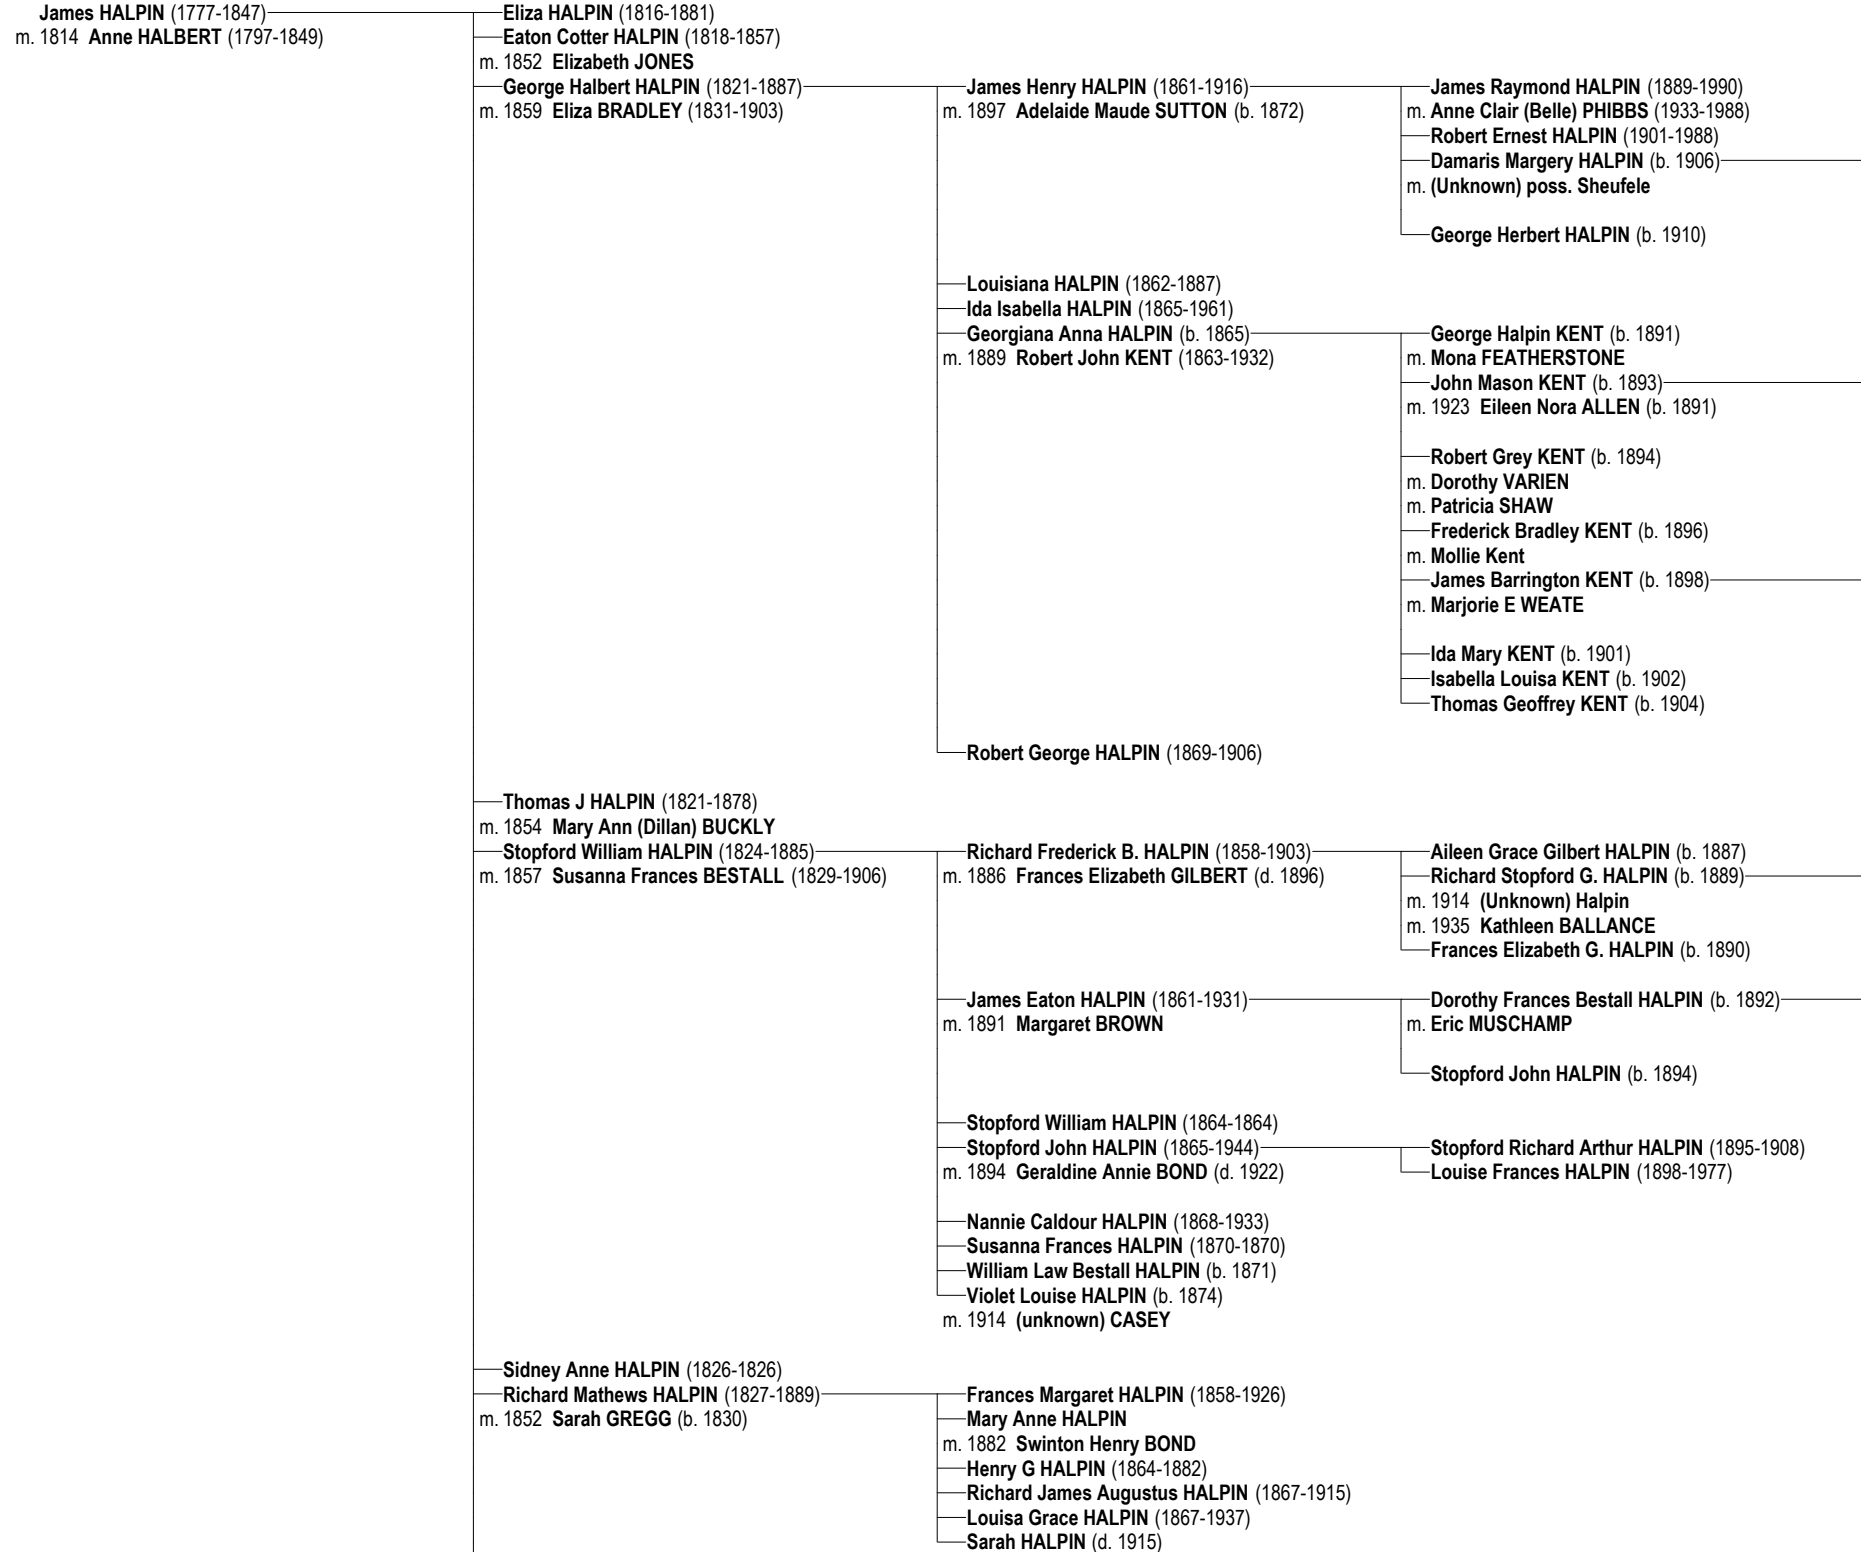 James HALPIN (1777-1847)
m. 1814 Anne HALBERT (1797-1849)
Eliza HALPIN (1816-1881)
Eaton Cotter HALPIN (1818-1857)
m. 1852 Elizabeth JONES
George Halbert HALPIN (1821-1887)
m. 1859 Eliza BRADLEY (1831-1903)
James Henry HALPIN (1861-1916)
m. 1897 Adelaide Maude SUTTON (b. 1872)
James Raymond HALPIN (1889-1990)
m. Anne Clair (Belle) PHIBBS (1933-1988)
Robert Ernest HALPIN (1901-1988)
Damaris Margery HALPIN (b. 1906)
m. (Unknown) poss. Sheufele
George Herbert HALPIN (b. 1910)
Louisiana HALPIN (1862-1887)
Ida Isabella HALPIN (1865-1961)
Georgiana Anna HALPIN (b. 1865)
m. 1889 Robert John KENT (1863-1932)
George Halpin KENT (b. 1891)
m. Mona FEATHERSTONE
John Mason KENT (b. 1893)
m. 1923 Eileen Nora ALLEN (b. 1891)
Robert Grey KENT (b. 1894)
m. Dorothy VARIEN
m. Patricia SHAW
Frederick Bradley KENT (b. 1896)
m. Mollie Kent
James Barrington KENT (b. 1898)
m. Marjorie E WEATE
Ida Mary KENT (b. 1901)
Isabella Louisa KENT (b. 1902)
Thomas Geoffrey KENT (b. 1904)
Robert George HALPIN (1869-1906)
Thomas J HALPIN (1821-1878)
m. 1854 Mary Ann (Dillan) BUCKLY
Stopford William HALPIN (1824-1885)
m. 1857 Susanna Frances BESTALL (1829-1906)
Richard Frederick B. HALPIN (1858-1903)
m. 1886 Frances Elizabeth GILBERT (d. 1896)
Aileen Grace Gilbert HALPIN (b. 1887)
Richard Stopford G. HALPIN (b. 1889)
m. 1914 (Unknown) Halpin
m. 1935 Kathleen BALLANCE
Frances Elizabeth G. HALPIN (b. 1890)
James Eaton HALPIN (1861-1931)
m. 1891 Margaret BROWN
Dorothy Frances Bestall HALPIN (b. 1892)
m. Eric MUSCHAMP
Stopford John HALPIN (b. 1894)
Stopford William HALPIN (1864-1864)
Stopford John HALPIN (1865-1944)
m. 1894 Geraldine Annie BOND (d. 1922)
Stopford Richard Arthur HALPIN (1895-1908)
Louise Frances HALPIN (1898-1977)
Nannie Caldour HALPIN (1868-1933)
Susanna Frances HALPIN (1870-1870)
William Law Bestall HALPIN (b. 1871)
Violet Louise HALPIN (b. 1874)
m. 1914 (unknown) CASEY
Sidney Anne HALPIN (1826-1826)
Richard Mathews HALPIN (1827-1889)
m. 1852 Sarah GREGG (b. 1830)
Frances Margaret HALPIN (1858-1926)
Mary Anne HALPIN
m. 1882 Swinton Henry BOND
Henry G HALPIN (1864-1882)
Richard James Augustus HALPIN (1867-1915)
Louisa Grace HALPIN (1867-1937)
Sarah HALPIN (d. 1915)